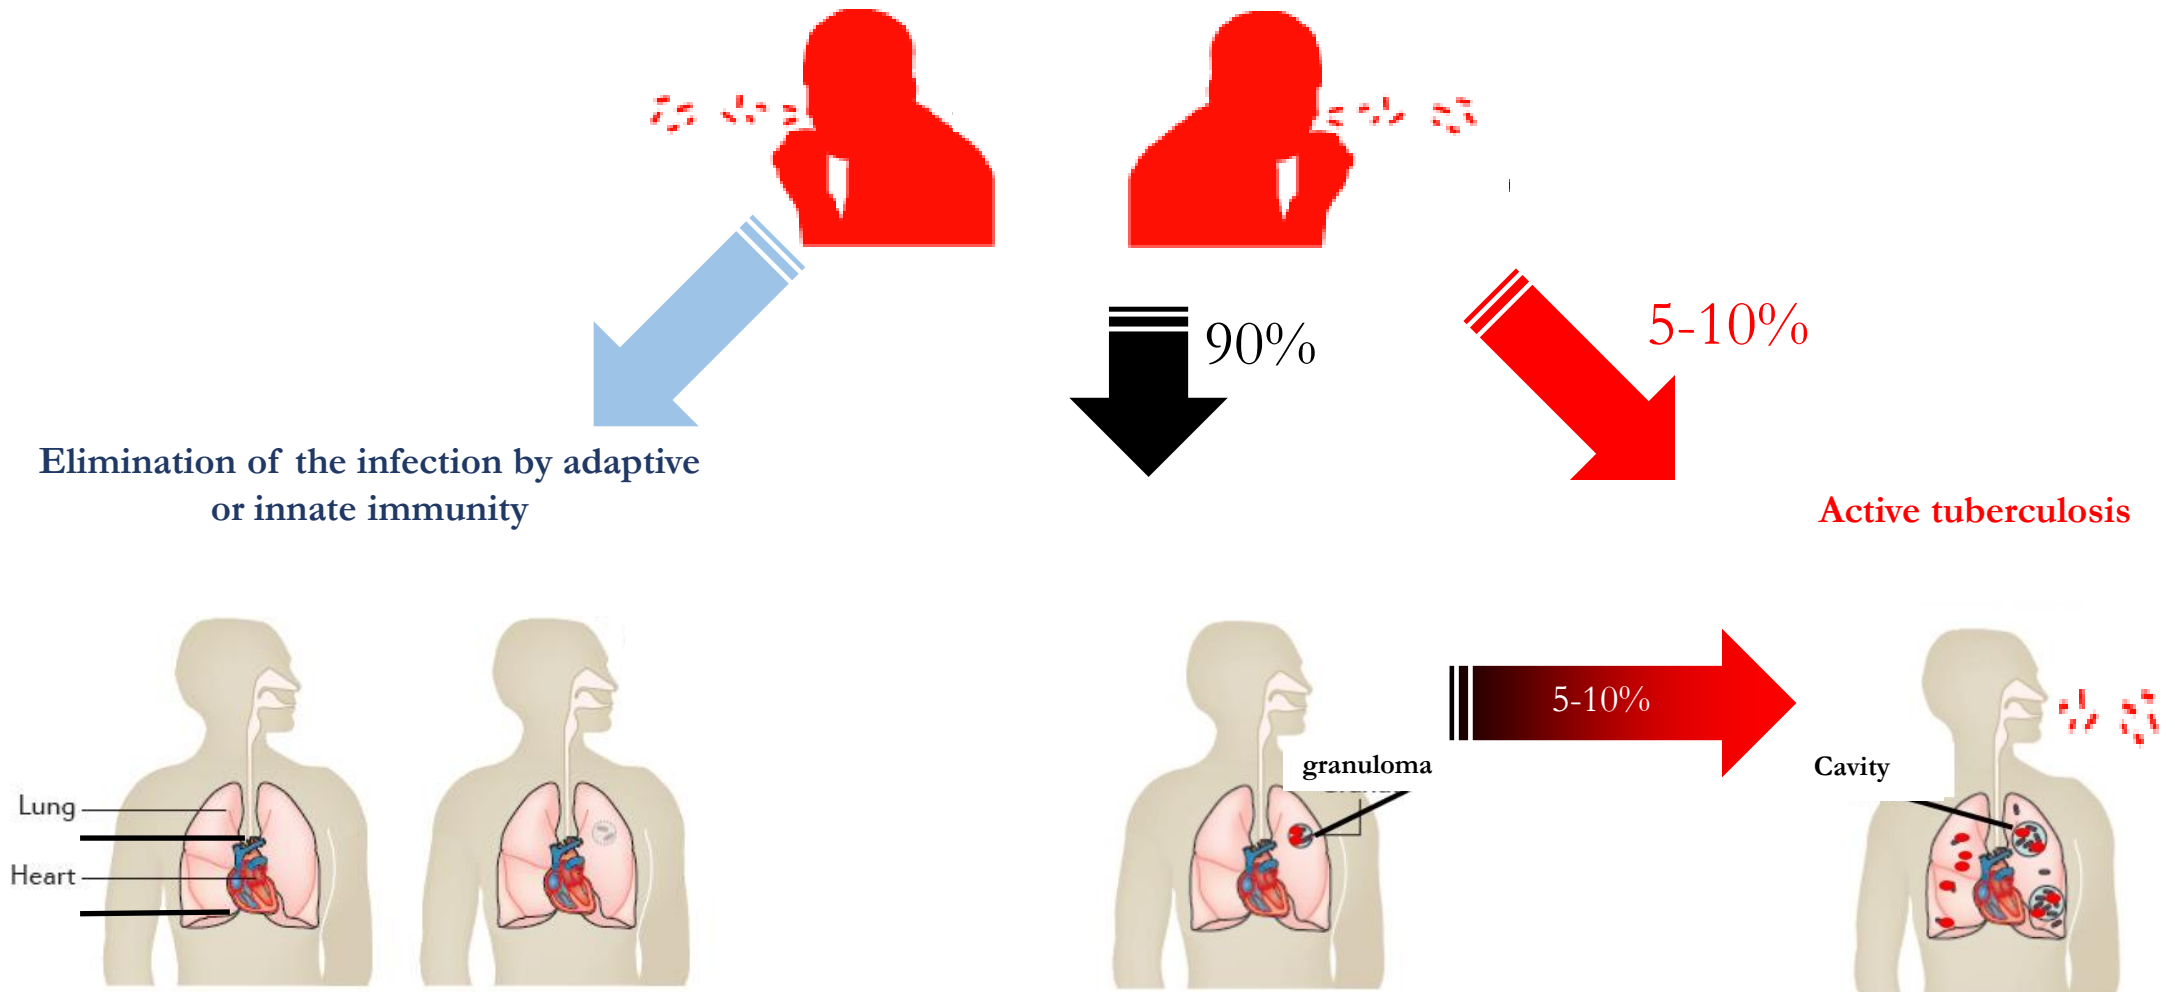 90%
5-10%
Elimination of the infection by adaptive
or innate immunity
Active tuberculosis
5-10%
granuloma
Cavity
Lung
Heart